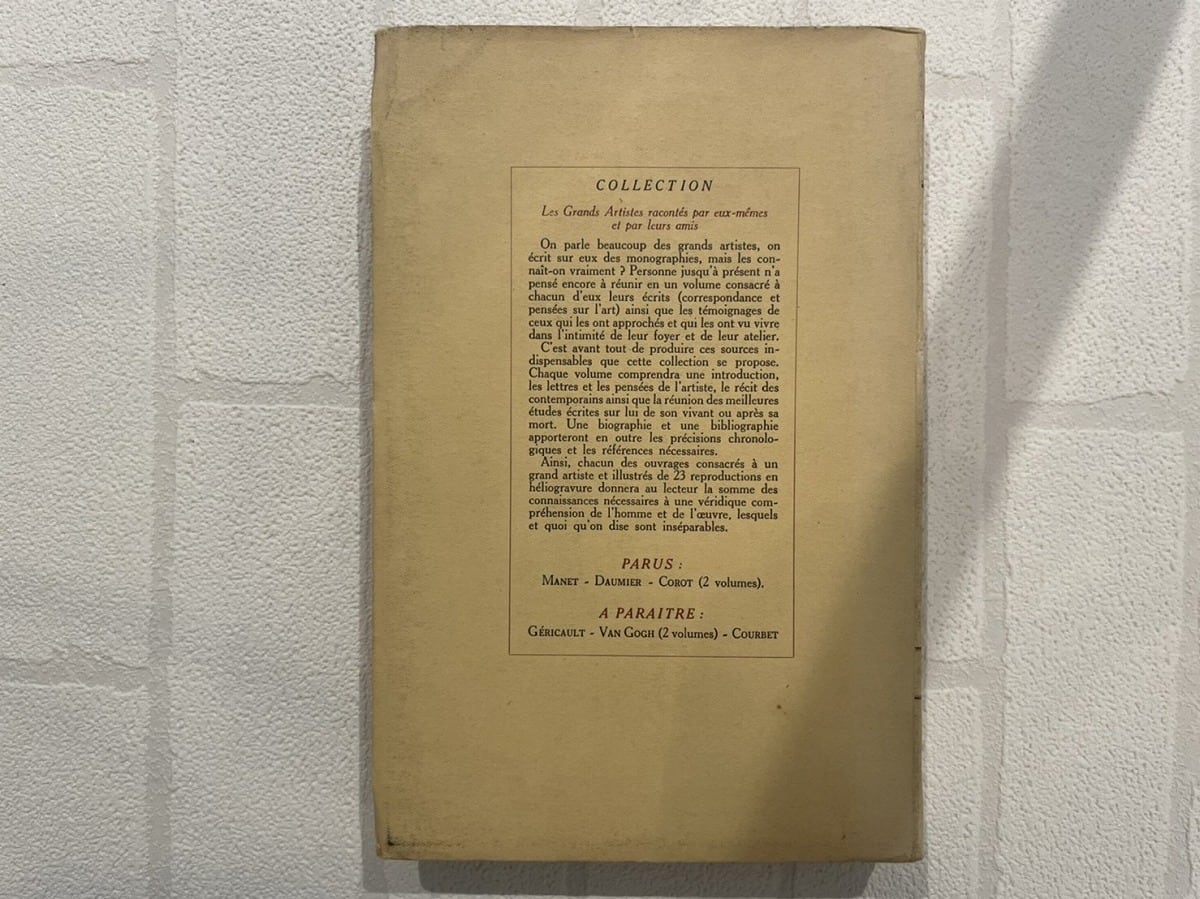 COLLECTION
Les Grands Artistes racontés par eux-mêmes
et par leurs amis
On parle beaucoup des grands artistes, on
écrit sur eux des monographies, mais les con-
naît-on vraiment ? Personne jusqu'à présent n'a
pensé encore à réunir en un volume consacré à
chacun d'eux leurs écrits (correspondance et
pensées sur l'art) ainsi que les témoignages de
ceux qui les ont approchés et qui les ont vu vivre
dans l'intimité de leur foyer et de leur atelier.
C'est avant tout de produire ces sources in-
dispensables que cette collection se propose.
Chaque volume comprendra une introduction,
les lettres et les pensées de l'artiste, le récit des
contemporains ainsi que la réunion des meilleures
études écrites sur lui de son vivant ou après sa
mort. Une biographie et une bibliographie
apporteront en outre les précisions chronolo-
giques et les références nécessaires.
Ainsi, chacun des ouvrages consacrés à un
grand artiste et illustrés de 23 reproductions en
héliogravure donnera au lecteur la somme des
connaissances nécessaires à une véridique com-
préhension de l'homme et de l'œuvre, lesquels
et quoi qu'on dise sont inséparables.
PARUS :
MANET - DAUMIER - COROT (2 volumes).
A PARAITRE :
GÉRICAULT - VAN GOGH (2 volumes) - COURBET